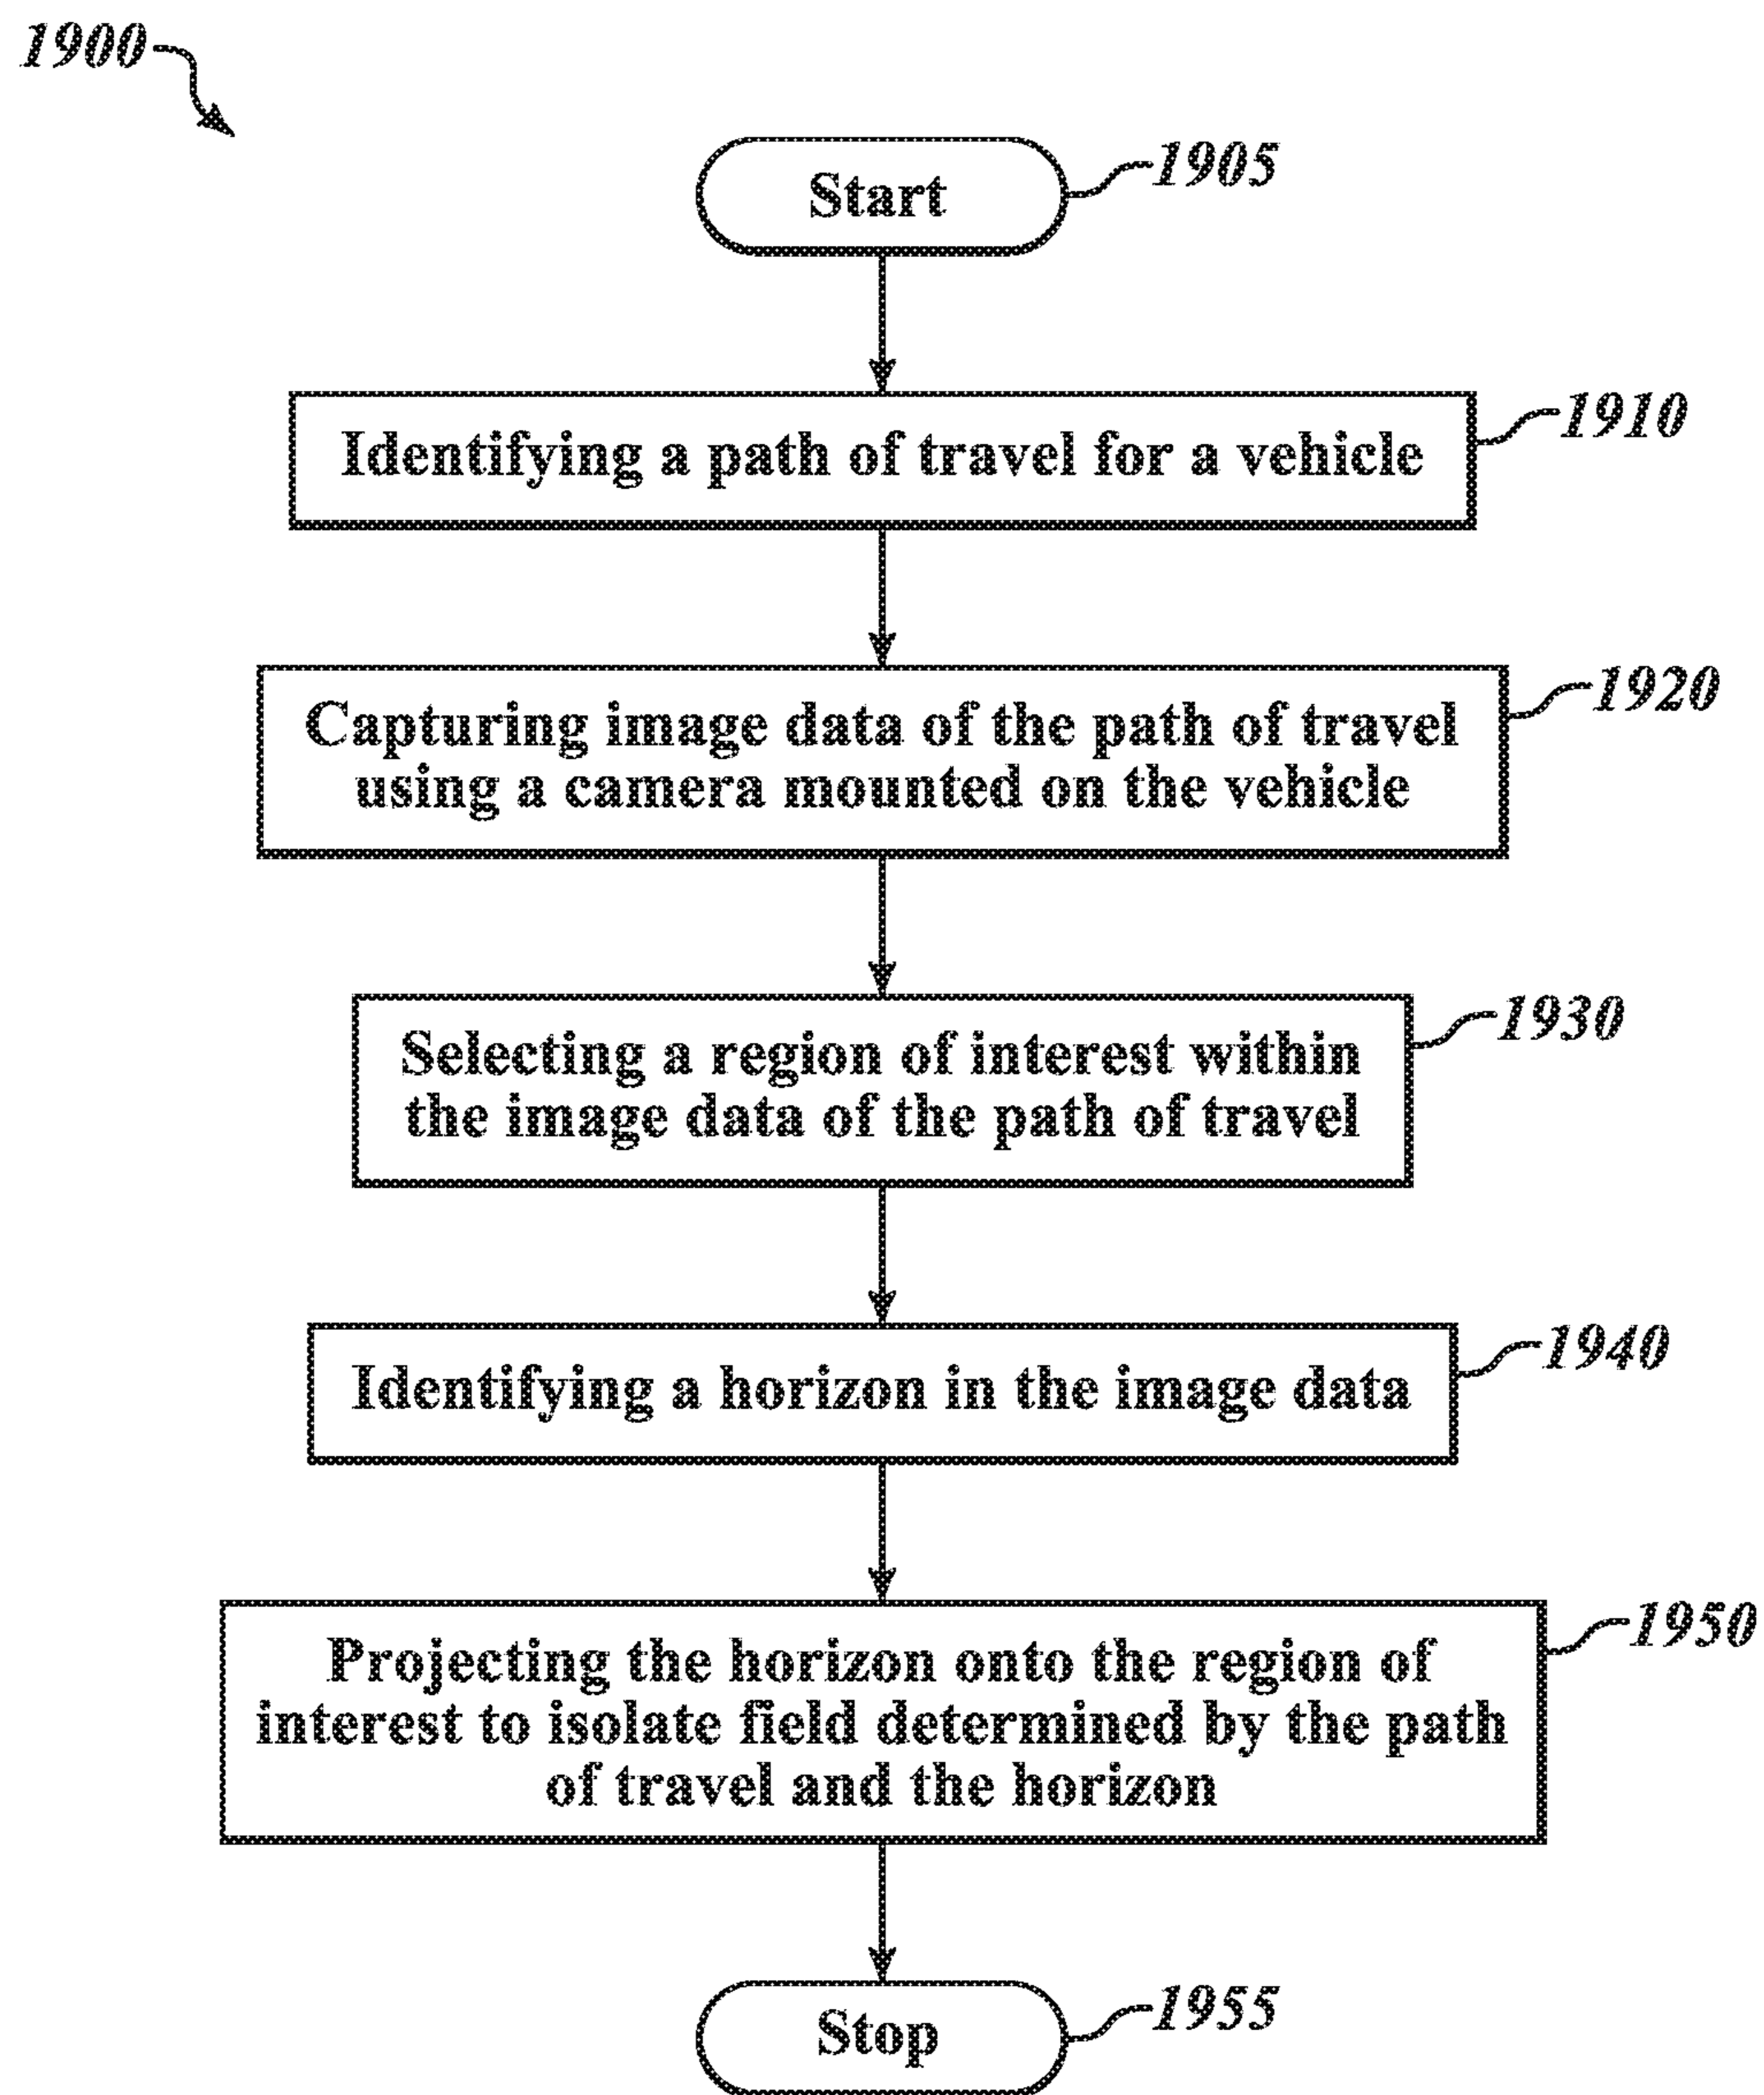 1900
Start
1905
Identifying a path of travel for a vehicle
1910
Capturing image data of the path of travel
using a camera mounted on the vehicle
1920
Selecting a region of interest within
the image data of the path of travel
1930
Identifying a horizon in the image data
1940
Projecting the horizon onto the region of
interest to isolate field determined by the path
of travel and the horizon
1950
Stop
1955